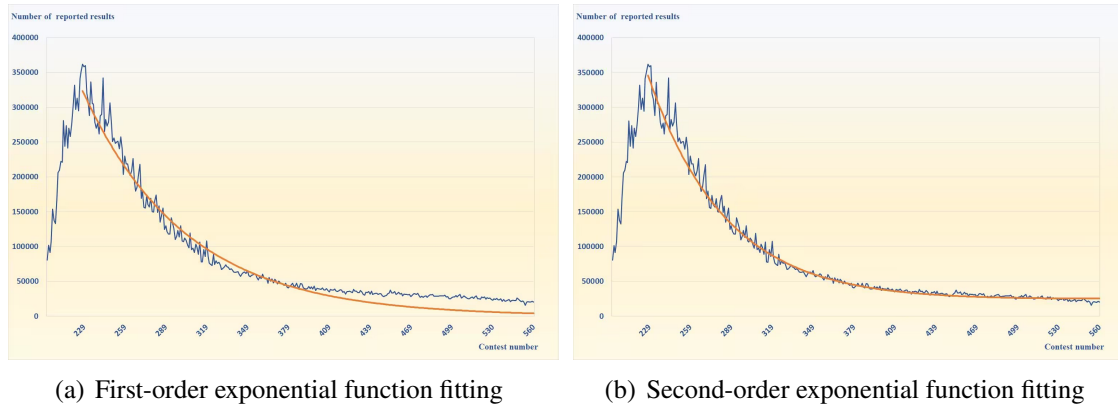 Number of reported results
400000
350000
300000
250000
200000
150000
100000
50000
0
229 259 289 319 349 379 409 439 469 499 530 560
Contest number
(a) First-order exponential function fitting
Number of reported results
400000
350000
300000
250000
200000
150000
100000
50000
0
229 259 289 319 349 379 409 439 469 499 530 560
Contest number
(b) Second-order exponential function fitting